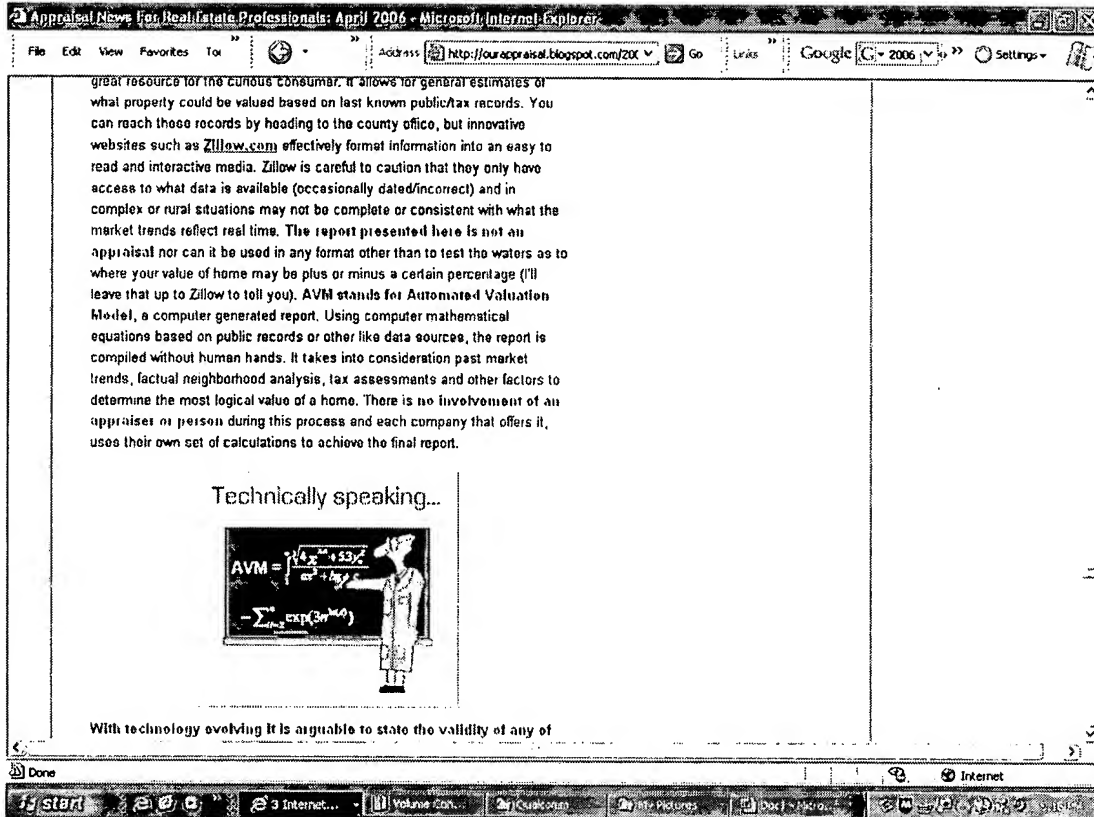 Appraisal News For Real Estate Professionals: April 2006 - Microsoft Internet Explorer
File Edit View Favorites Too » » Address http://ourappraisal.blogspot.com/200 Go Links » Google G 2006 » Settings
great resource for the curious consumer. It allows for general estimates of
what property could be valued based on last known public/tax records. You
can reach those records by heading to the county office, but innovative
websites such as Zillow.com effectively format information into an easy to
read and interactive media. Zillow is careful to caution that they only have
access to what data is available (occasionally dated/incorrect) and in
complex or rural situations may not be complete or consistent with what the
market trends reflect real time. The report presented here is not an
appraisal nor can it be used in any format other than to test the waters as to
where your value of home may be plus or minus a certain percentage (I'll
leave that up to Zillow to tell you). AVM stands for Automated Valuation
Model, a computer generated report. Using computer mathematical
equations based on public records or other like data sources, the report is
compiled without human hands. It takes into consideration past market
trends, factual neighborhood analysis, tax assessments and other factors to
determine the most logical value of a home. There is no involvement of an
appraiser or person during this process and each company that offers it,
uses their own set of calculations to achieve the final report.
Technically speaking...
AVM =
exp
With technology evolving it is arguable to state the validity of any of
Done Internet
start » 3 Internet... Volume Con... Qualcomm My Pictures Doc1 - Micro...